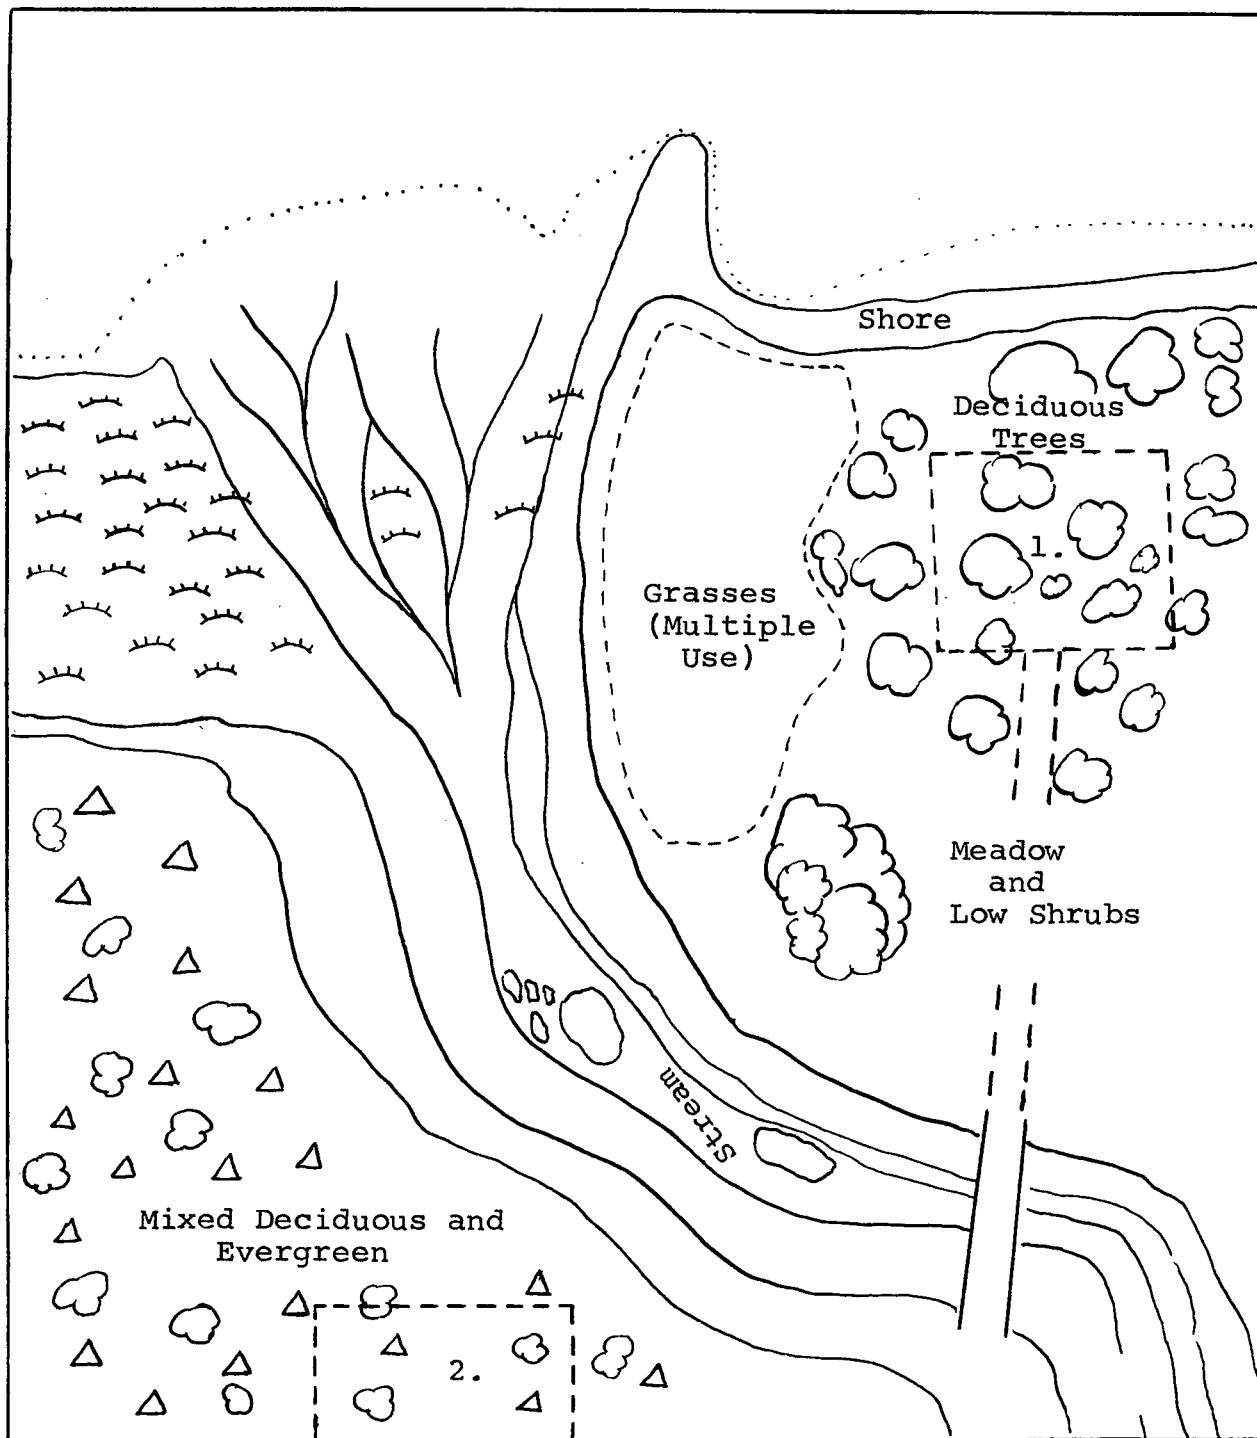 Shore
Deciduous
Trees
1.
Grasses
(Multiple
Use)
Meadow
and
Low Shrubs
Stream
Mixed Deciduous and
Evergreen
2.